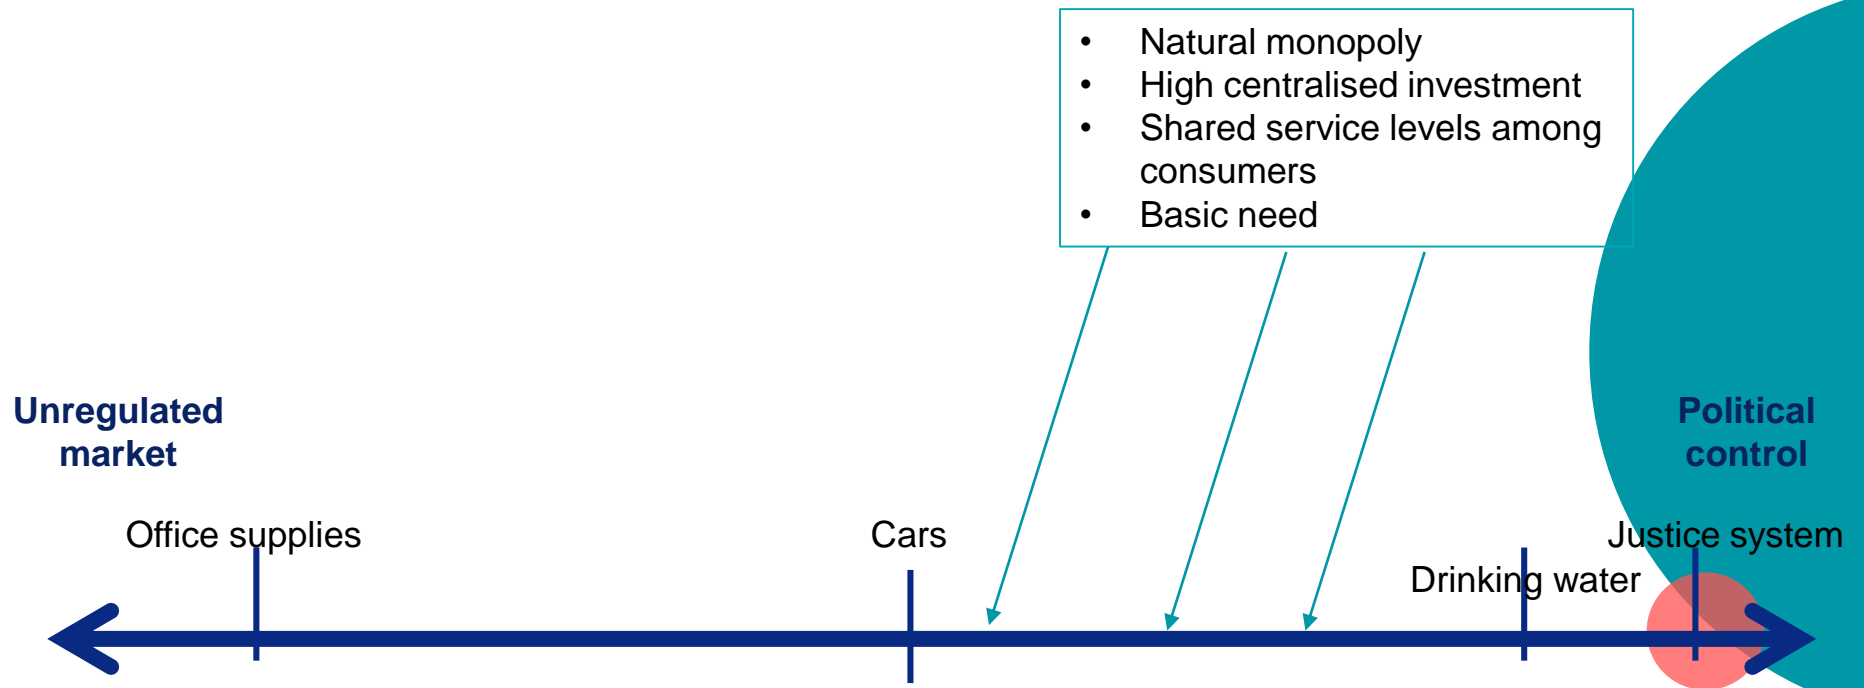 • Natural monopoly
• High centralised investment
• Shared service levels among
consumers
• Basic need
Unregulated
market
Political
control
Office supplies
Cars
Justice system
Drinking water